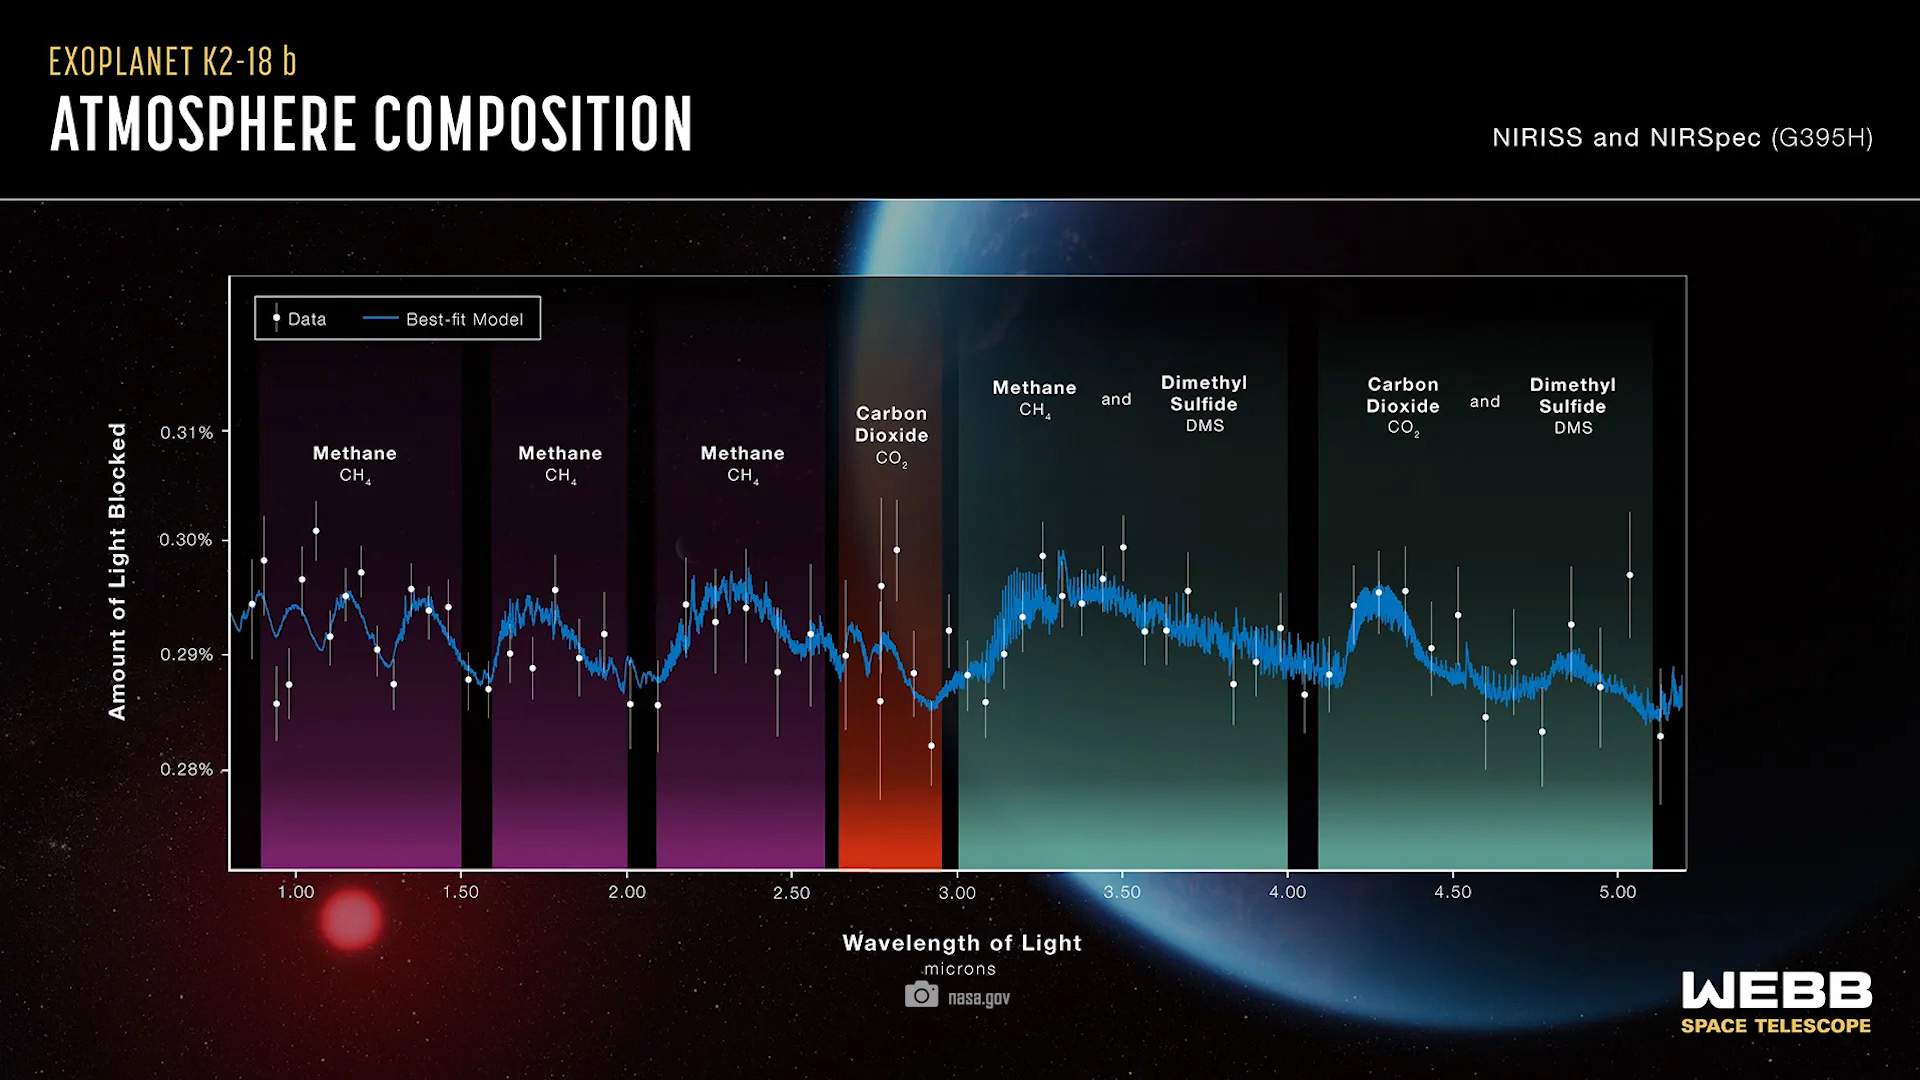 EXOPLANET K2-18 b
ATMOSPHERE COMPOSITION
NIRISS and NIRSpec (G395H)
Data
Best-fit Model
Methane
CH₄
Methane
CH₄
Methane
CH₄
Carbon
Dioxide
CO₂
Methane
CH₄
and
Dimethyl
Sulfide
DMS
Carbon
Dioxide
CO₂
and
Dimethyl
Sulfide
DMS
Amount of Light Blocked
0.31%
0.30%
0.29%
0.28%
1.00 1.50 2.00 2.50 3.00 3.50 4.00 4.50 5.00
Wavelength of Light
microns
nasa.gov
WEBB
SPACE TELESCOPE